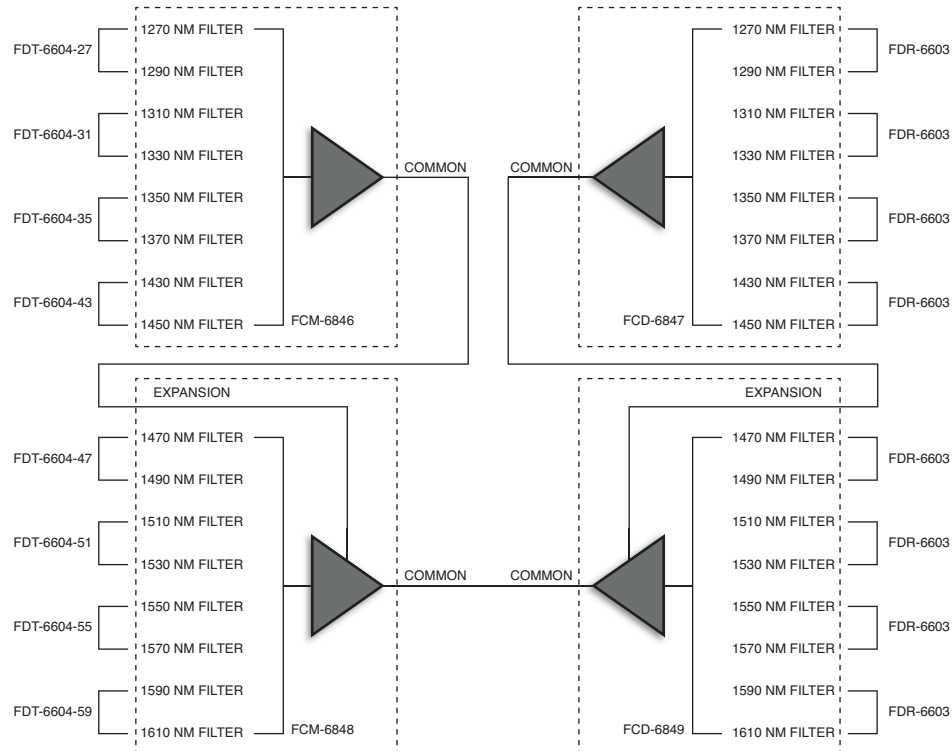 FDT-6604-27
1270 NM FILTER
1290 NM FILTER
FDT-6604-31
1310 NM FILTER
1330 NM FILTER
FDT-6604-35
1350 NM FILTER
1370 NM FILTER
FDT-6604-43
1430 NM FILTER
1450 NM FILTER
FCM-6846
COMMON
COMMON
1270 NM FILTER
1290 NM FILTER
FDR-6603
1310 NM FILTER
1330 NM FILTER
FDR-6603
1350 NM FILTER
1370 NM FILTER
FDR-6603
1430 NM FILTER
1450 NM FILTER
FDR-6603
FCD-6847
EXPANSION
FDT-6604-47
1470 NM FILTER
1490 NM FILTER
FDT-6604-51
1510 NM FILTER
1530 NM FILTER
FDT-6604-55
1550 NM FILTER
1570 NM FILTER
FDT-6604-59
1590 NM FILTER
1610 NM FILTER
FCM-6848
COMMON
COMMON
EXPANSION
1470 NM FILTER
1490 NM FILTER
FDR-6603
1510 NM FILTER
1530 NM FILTER
FDR-6603
1550 NM FILTER
1570 NM FILTER
FDR-6603
1590 NM FILTER
1610 NM FILTER
FDR-6603
FCD-6849